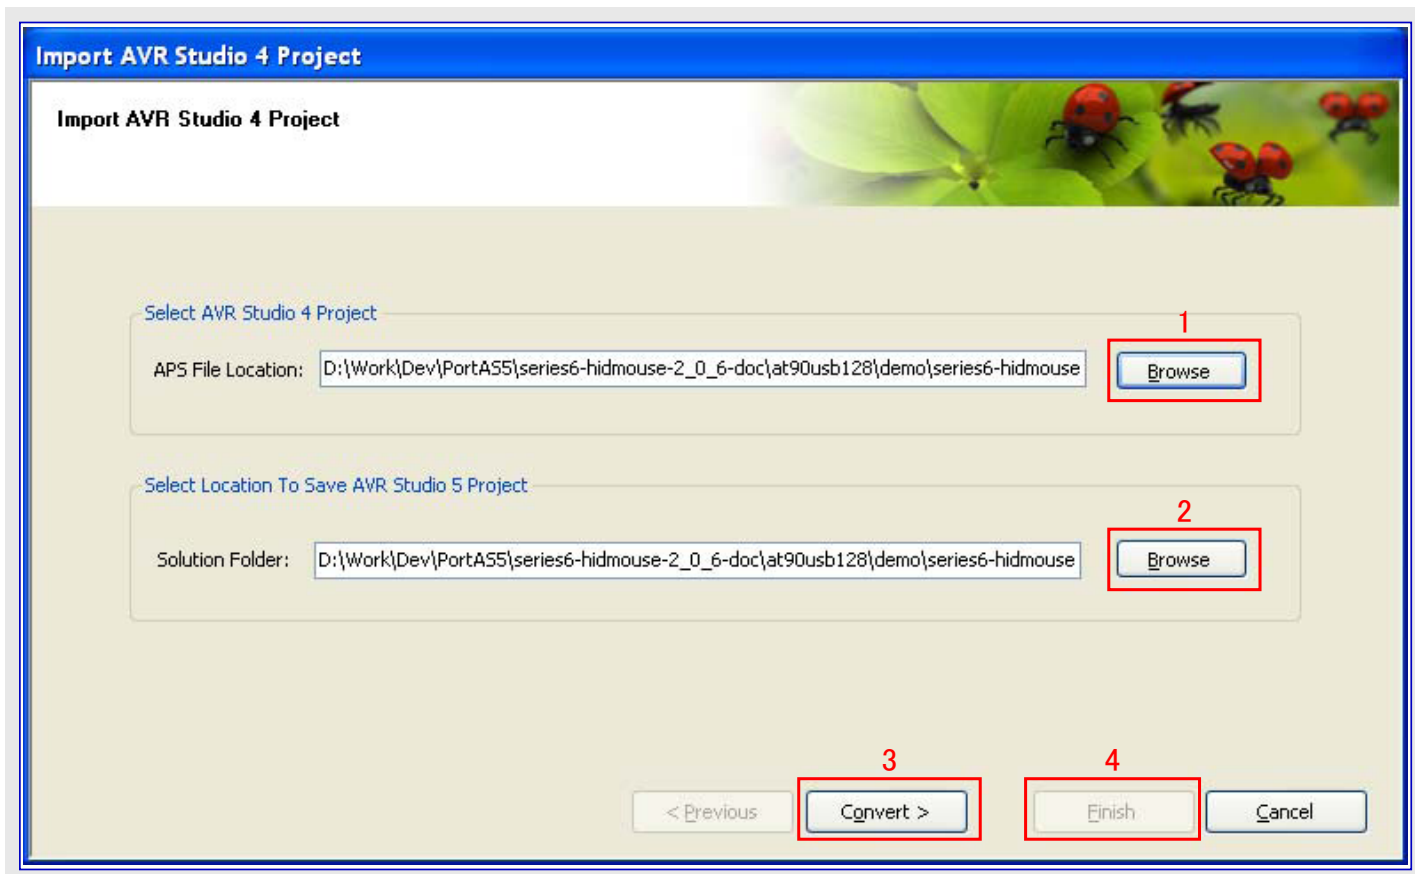 Import AVR Studio 4 Project
Import AVR Studio 4 Project
Select AVR Studio 4 Project
1
APS File Location: D:\Work\Dev\PortAS5\series6-hidmouse-2_0_6-doc\at90usb128\demo\series6-hidmouse Browse
Select Location To Save AVR Studio 5 Project
2
Solution Folder: D:\Work\Dev\PortAS5\series6-hidmouse-2_0_6-doc\at90usb128\demo\series6-hidmouse Browse
3 4
< Previous Convert > Finish Cancel